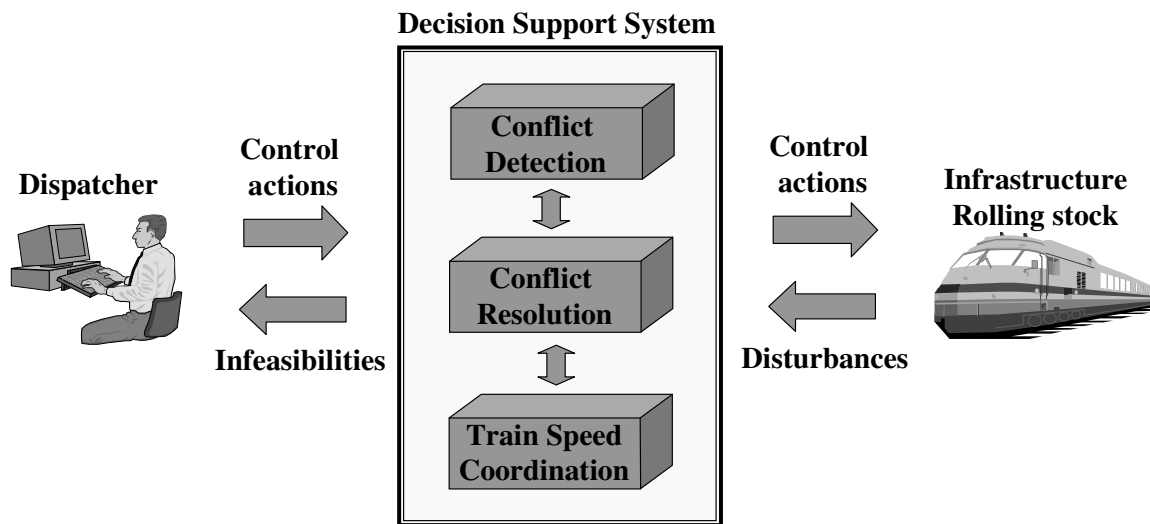 Decision Support System
Dispatcher
Control
actions
Infeasibilities
Conflict
Detection
Conflict
Resolution
Train Speed
Coordination
Control
actions
Disturbances
Infrastructure
Rolling stock